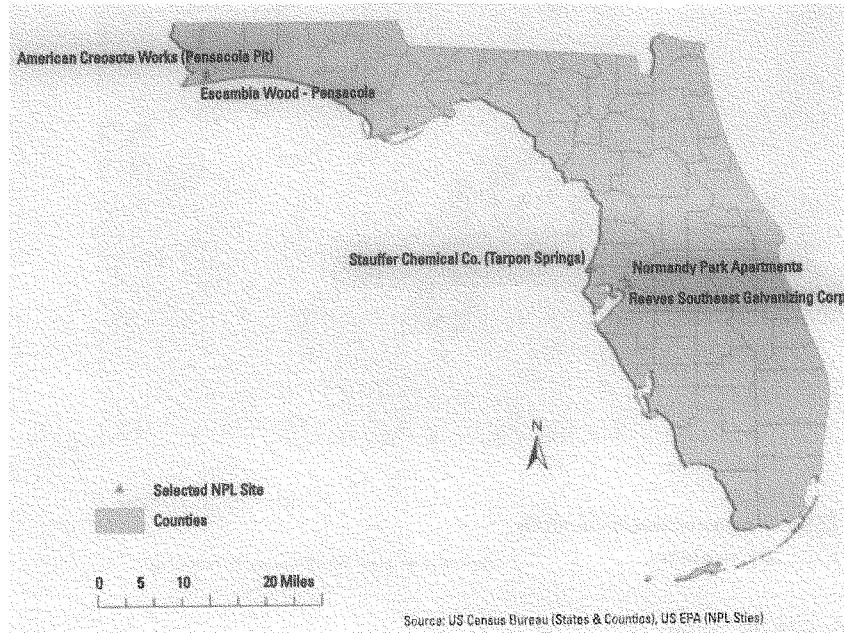 American Creosote Works (Pensacola Pit)
Escambia Wood - Pensacola
Stauffer Chemical Co. (Tarpon Springs)
Normandy Park Apartments
Reeves Southeast Galvanizing Corp
N
Selected NPL Site
Counties
0 5 10 20 Miles
Source: US Census Bureau (States & Counties), US EPA (NPL Sties)